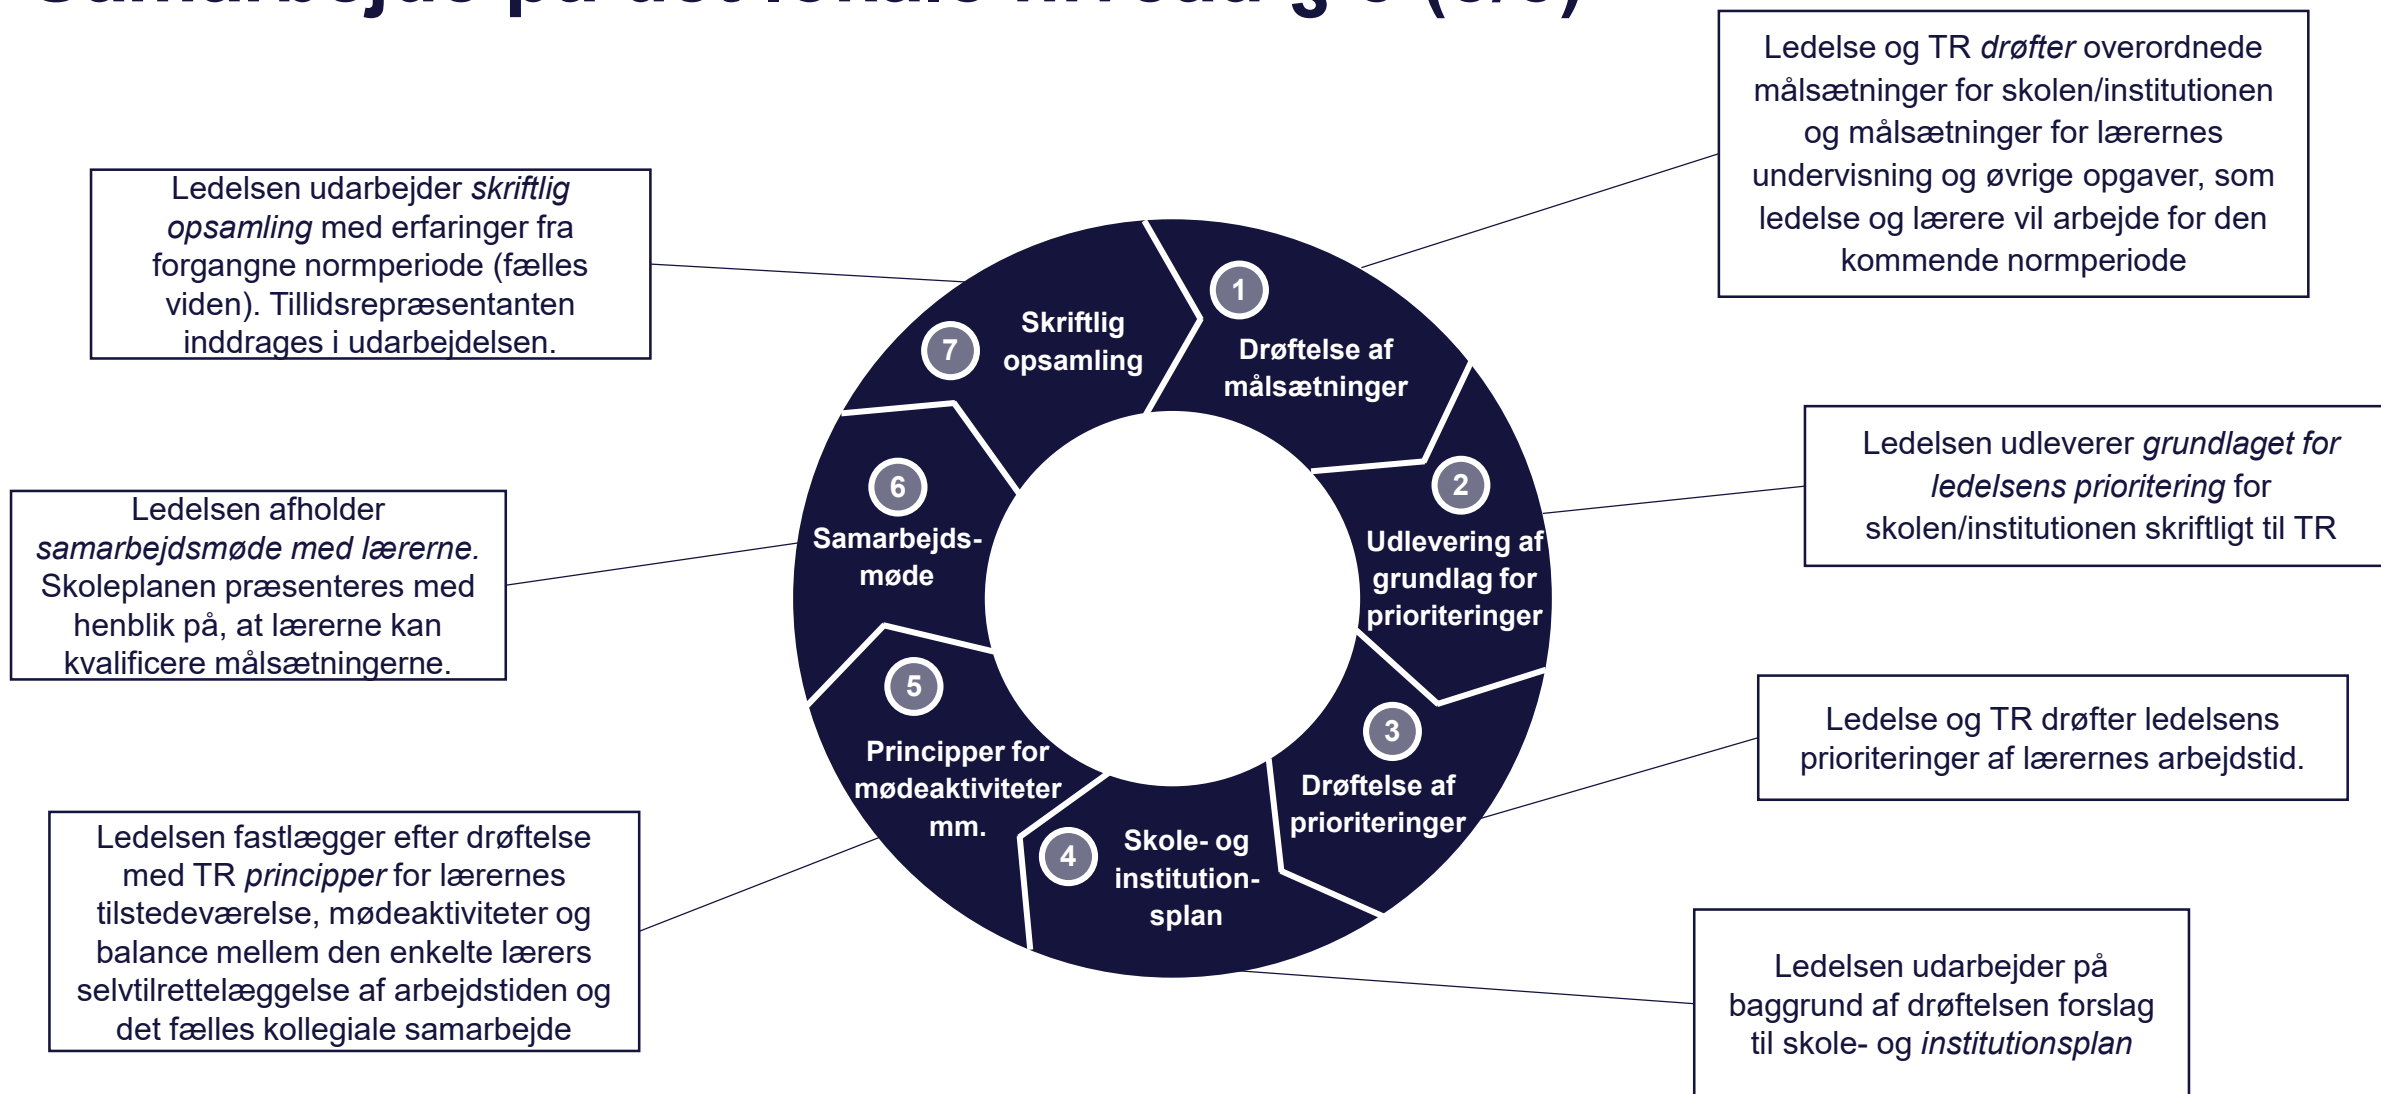 Ledelse og TR drøfter overordnede
målsætninger for skolen/institutionen
og målsætninger for lærernes
undervisning og øvrige opgaver, som
ledelse og lærere vil arbejde for den
kommende normperiode
Ledelsen udarbejder skriftlig
opsamling med erfaringer fra
forgangne normperiode (fælles
viden). Tillidsrepræsentanten
inddrages i udarbejdelsen.
1
Drøftelse af
målsætninger
7
Skriftlig
opsamling
Ledelsen udleverer grundlaget for
ledelsens prioritering for
skolen/institutionen skriftligt til TR
2
Udlevering af
grundlag for
prioriteringer
6
Samarbejds-
møde
Ledelsen afholder
samarbejdsmøde med lærerne.
Skoleplanen præsenteres med
henblik på, at lærerne kan
kvalificere målsætningerne.
Ledelse og TR drøfter ledelsens
prioriteringer af lærernes arbejdstid.
3
Drøftelse af
prioriteringer
5
Principper for
mødeaktiviteter
mm.
4
Skole- og
institution-
splan
Ledelsen fastlægger efter drøftelse
med TR principper for lærernes
tilstedeværelse, mødeaktiviteter og
balance mellem den enkelte lærers
selvtilrettelæggelse af arbejdstiden og
det fælles kollegiale samarbejde
Ledelsen udarbejder på
baggrund af drøftelsen forslag
til skole- og institutionsplan